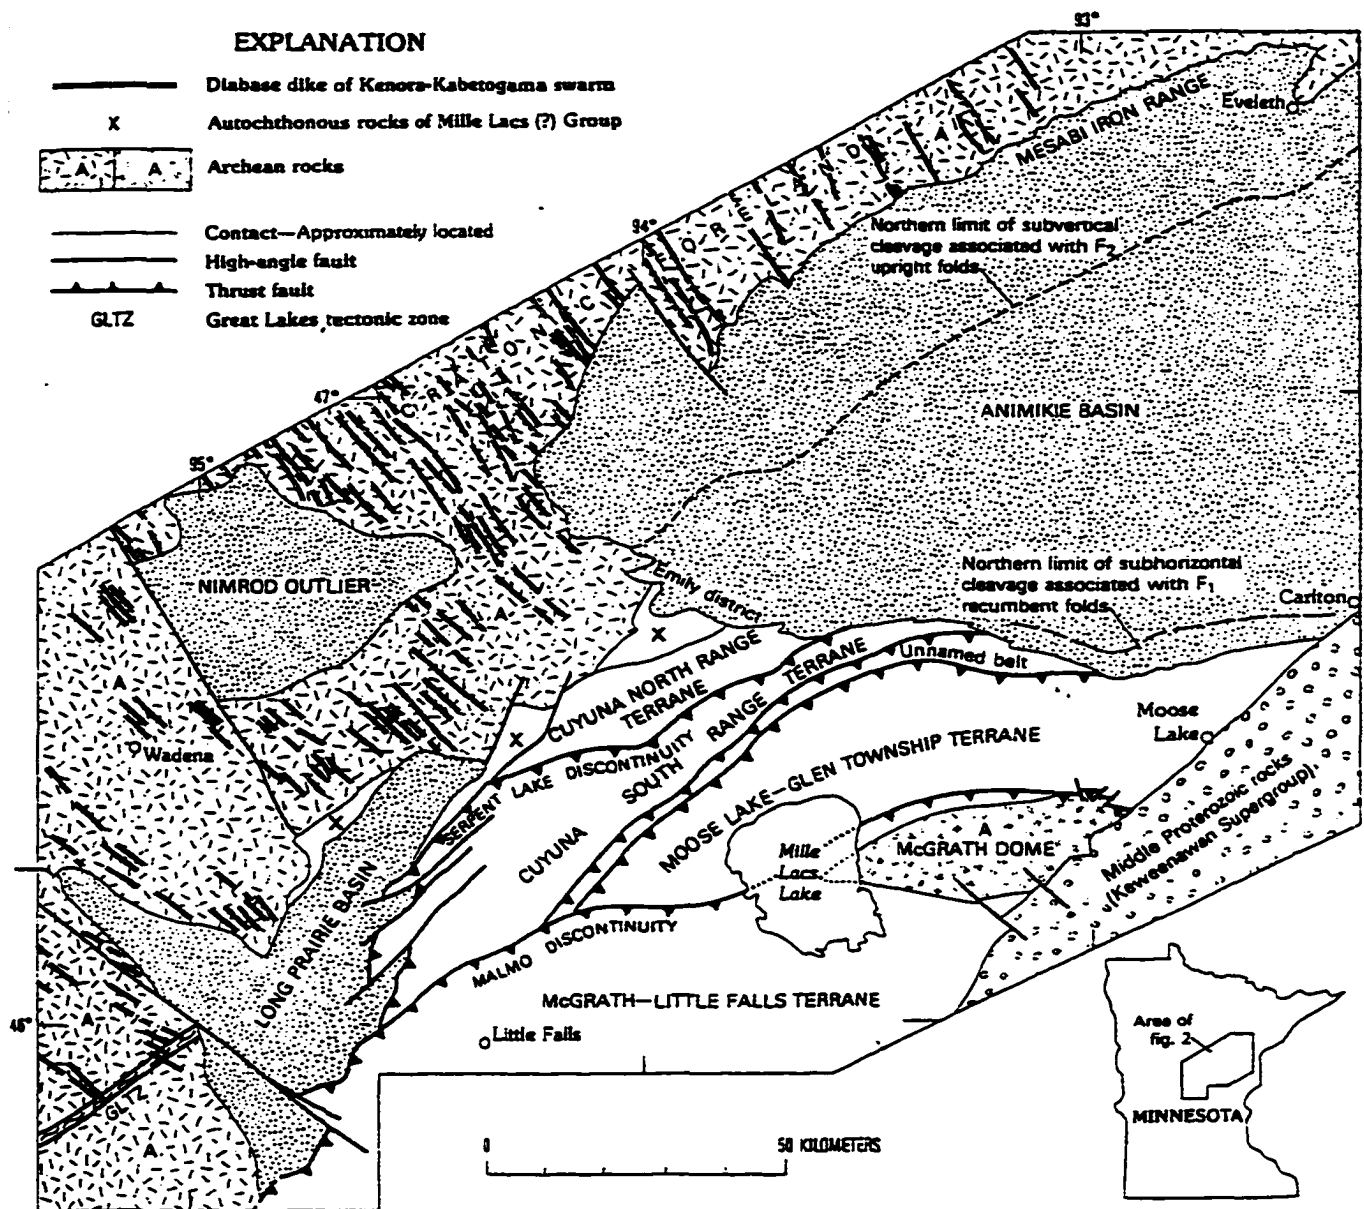 EXPLANATION
Diabase dike of Kenora-Kabetogama swarm
X
Autochthonous rocks of Mille Lacs (?) Group
A
A
Archean rocks
Contact—Approximately located
High-angle fault
Thrust fault
GLTZ
Great Lakes tectonic zone
93°
94°
47°
95°
46°
CRATONIC FORELAND
MESABI IRON RANGE
Eveleth
Northern limit of subvertical
cleavage associated with F2
upright folds
ANIMIKIE BASIN
Northern limit of subhorizontal
cleavage associated with F1
recumbent folds
Carlton
NIMROD OUTLIER
Emily district
A
A
A
X
X
X
CUYUNA NORTH RANGE
TERRANE
Unnamed belt
SERPENT LAKE DISCONTINUITY
CUYUNA SOUTH RANGE TERRANE
Wadena
Moose
Lake
MOOSE LAKE—GLEN TOWNSHIP TERRANE
Mille
Lacs
Lake
A
McGRATH DOME
Middle Proterozoic rocks
(Keweenawan Supergroup)
LONG PRAIRIE BASIN
MALMO DISCONTINUITY
McGRATH—LITTLE FALLS TERRANE
Little Falls
A
GLTZ
A
0
50 KILOMETERS
Area of
fig. 2
MINNESOTA